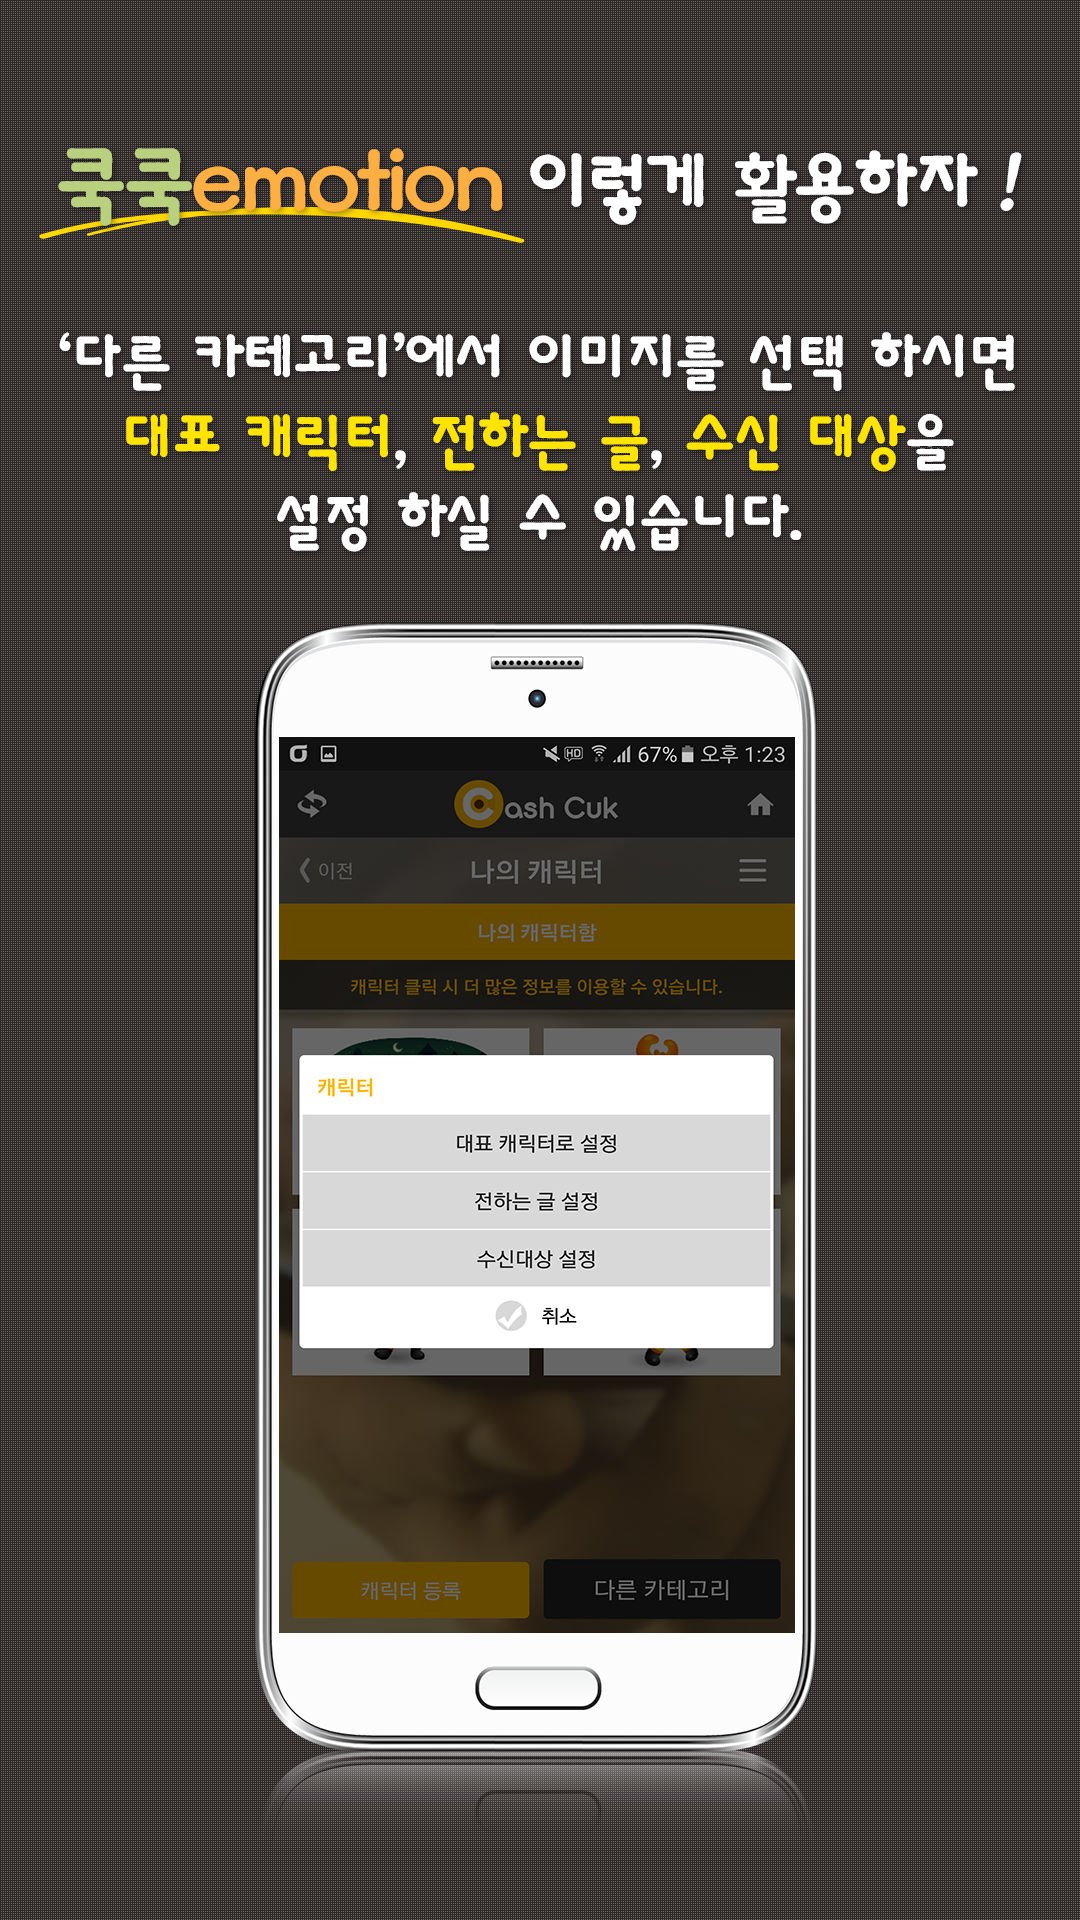 쿡쿡emotion 이렇게 활용하자 !
‘다른 카테고리’에서 이미지를 선택 하시면
대표 캐릭터, 전하는 글, 수신 대상을
설정 하실 수 있습니다.
HD 67% 오후 1:23
Cash Cuk
이전 나의 캐릭터
나의 캐릭터함
캐릭터 클릭 시 더 많은 정보를 이용할 수 있습니다.
캐릭터
대표 캐릭터로 설정
전하는 글 설정
수신대상 설정
취소
캐릭터 등록 다른 카테고리